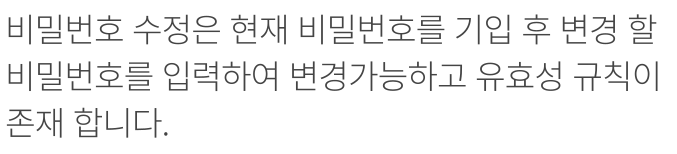 비밀번호 수정은 현재 비밀번호를 기입 후 변경 할
비밀번호를 입력하여 변경가능하고 유효성 규칙이
존재 합니다.